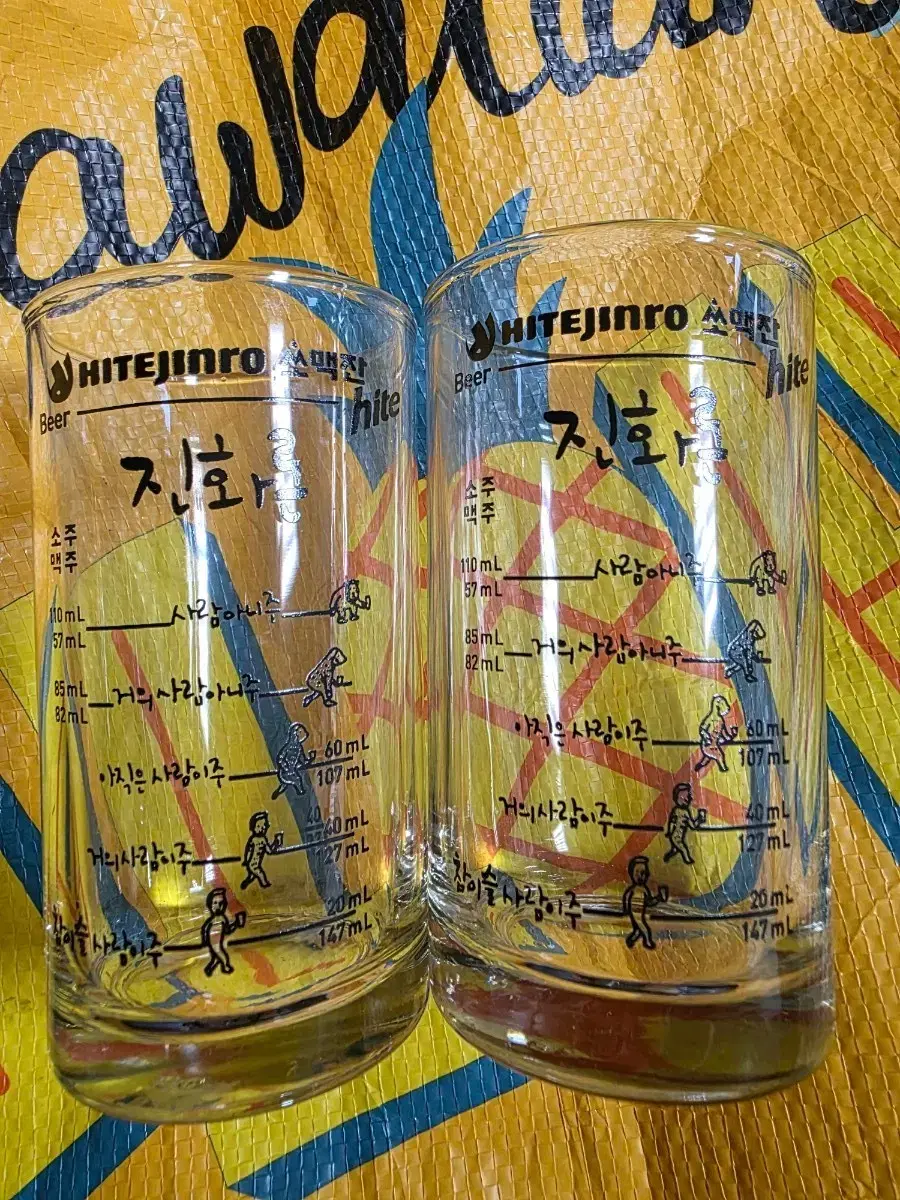 awaiian
HITEJINRO 쏘맥잔
Beer hite
진화론
소주
맥주
110mL
57mL
사람아니주
85mL
82mL
거의사람아니주
아직은사람이주
60mL
107mL
거의사람이주
40
40mL
127mL
참이슬사람이주
20mL
147mL
HITEJINRO 쏘맥잔
Beer hite
진화론
소주
맥주
110mL
57mL
사람아니주
85mL
82mL
거의사람아니주
아직은사람이주
60mL
107mL
거의사람이주
40mL
127mL
참이슬사람이주
20mL
147mL